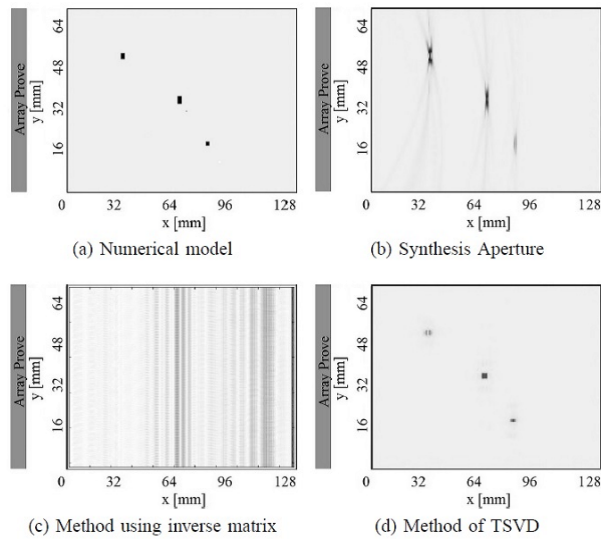 Array Prove
y [mm]
64
48
32
16
0
32
64
96
128
x [mm]
(a) Numerical model
Array Prove
y [mm]
64
48
32
16
0
32
64
96
128
x [mm]
(b) Synthesis Aperture
Array Prove
y [mm]
64
48
32
16
0
32
64
96
128
x [mm]
(c) Method using inverse matrix
Array Prove
y [mm]
64
48
32
16
0
32
64
96
128
x [mm]
(d) Method of TSVD